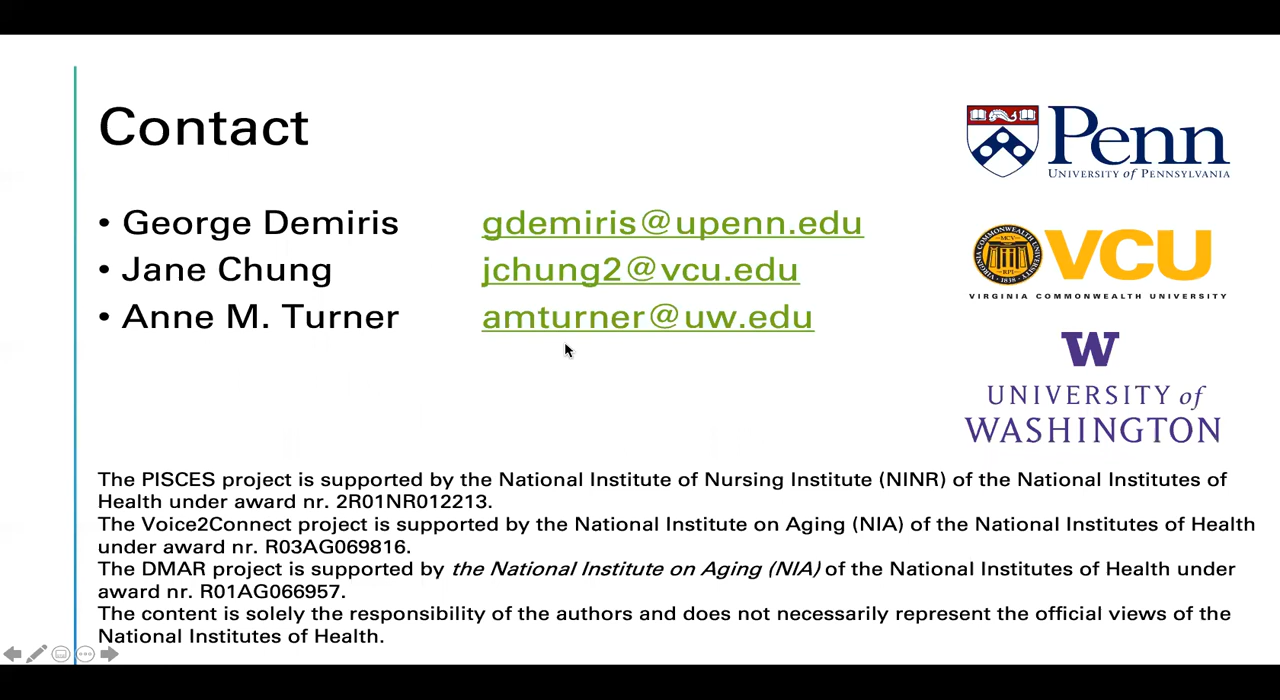 Contact
• George Demiris gdemiris@upenn.edu
• Jane Chung jchung2@vcu.edu
• Anne M. Turner amturner@uw.edu
Penn
UNIVERSITY of PENNSYLVANIA
VCU
VIRGINIA COMMONWEALTH UNIVERSITY
W
UNIVERSITY of
WASHINGTON
The PISCES project is supported by the National Institute of Nursing Institute (NINR) of the National Institutes of
Health under award nr. 2R01NR012213.
The Voice2Connect project is supported by the National Institute on Aging (NIA) of the National Institutes of Health
under award nr. R03AG069816.
The DMAR project is supported by the National Institute on Aging (NIA) of the National Institutes of Health under
award nr. R01AG066957.
The content is solely the responsibility of the authors and does not necessarily represent the official views of the
National Institutes of Health.